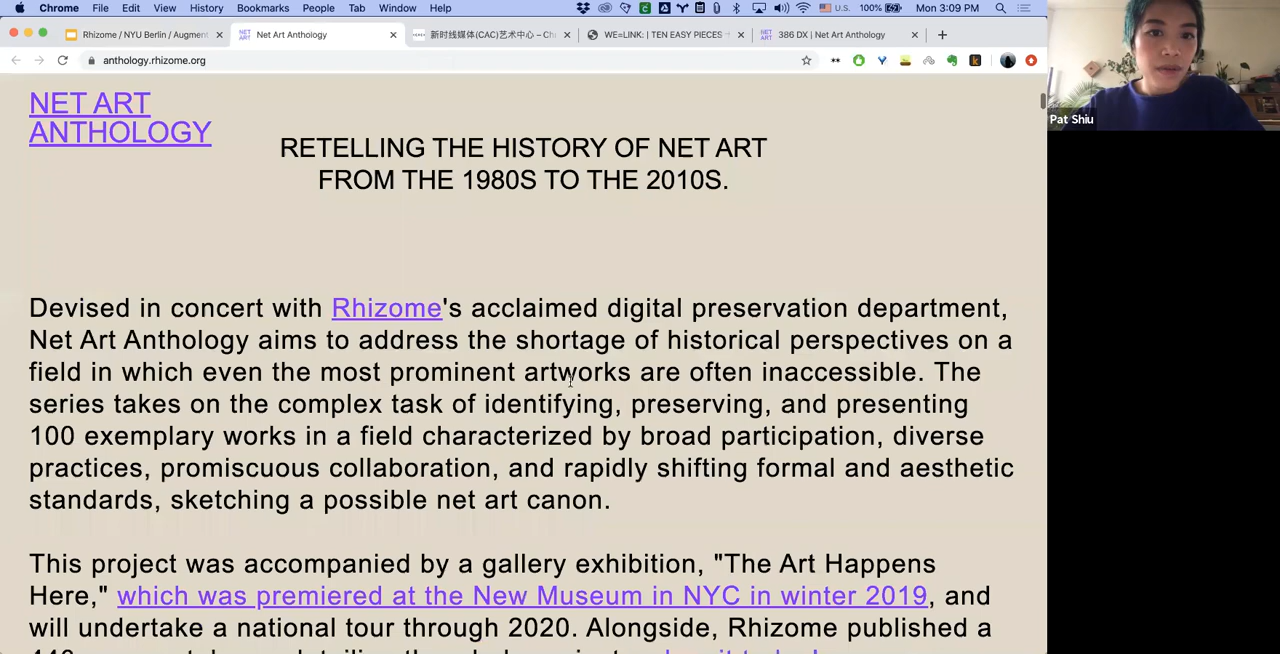 Chrome File Edit View History Bookmarks People Tab Window Help U.S. 100% Mon 3:09 PM
Rhizome / NYU Berlin / Augment Net Art Anthology 新时线媒体(CAC)艺术中心 – Ch WE=LINK: | TEN EASY PIECES 386 DX | Net Art Anthology
anthology.rhizome.org
Pat Shiu
NET ART
ANTHOLOGY
RETELLING THE HISTORY OF NET ART
FROM THE 1980S TO THE 2010S.
Devised in concert with Rhizome's acclaimed digital preservation department,
Net Art Anthology aims to address the shortage of historical perspectives on a
field in which even the most prominent artworks are often inaccessible. The
series takes on the complex task of identifying, preserving, and presenting
100 exemplary works in a field characterized by broad participation, diverse
practices, promiscuous collaboration, and rapidly shifting formal and aesthetic
standards, sketching a possible net art canon.
This project was accompanied by a gallery exhibition, "The Art Happens
Here," which was premiered at the New Museum in NYC in winter 2019, and
will undertake a national tour through 2020. Alongside, Rhizome published a